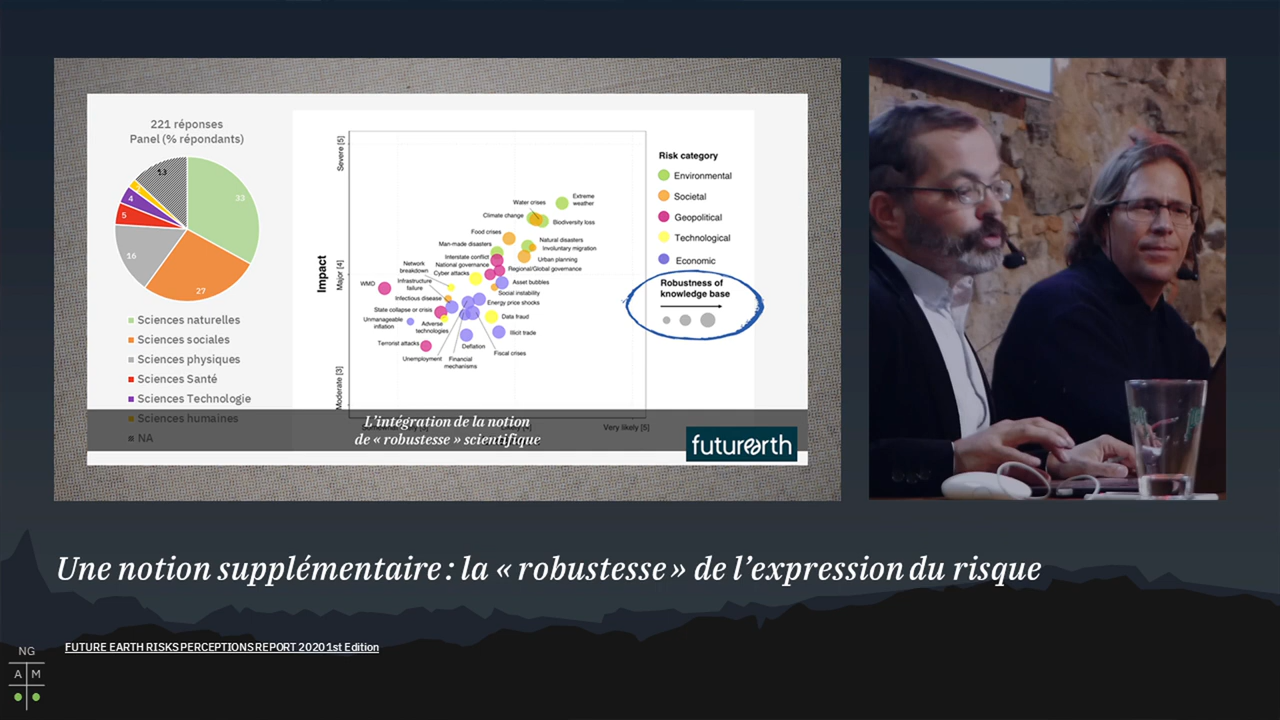 221 réponses
Panel (% répondants)
33
27
16
5
4
13
Sciences naturelles
Sciences sociales
Sciences physiques
Sciences Santé
Sciences Technologie
Sciences humaines
NA
Impact
Severe [5]
Major [4]
Moderate [3]
Very likely [5]
Extreme
weather
Water crises
Climate change
Biodiversity loss
Food crises
Natural disasters
Man-made disasters
Involuntary migration
Interstate conflict
Urban planning
National governance
Regional/Global governance
Network
breakdown
Cyber attacks
Infrastructure
failure
Asset bubbles
WMD
Social instability
Infectious disease
Energy price shocks
State collapse or crisis
Data fraud
Unmanageable
inflation
Adverse
technologies
Illicit trade
Terrorist attacks
Deflation
Unemployment
Financial
mechanisms
Fiscal crises
Risk category
Environmental
Societal
Geopolitical
Technological
Economic
Robustness of
knowledge base
L'intégration de la notion
de « robustesse » scientifique
futurearth
Une notion supplémentaire : la « robustesse » de l'expression du risque
FUTURE EARTH RISKS PERCEPTIONS REPORT 2020 1st Edition
NG
A M